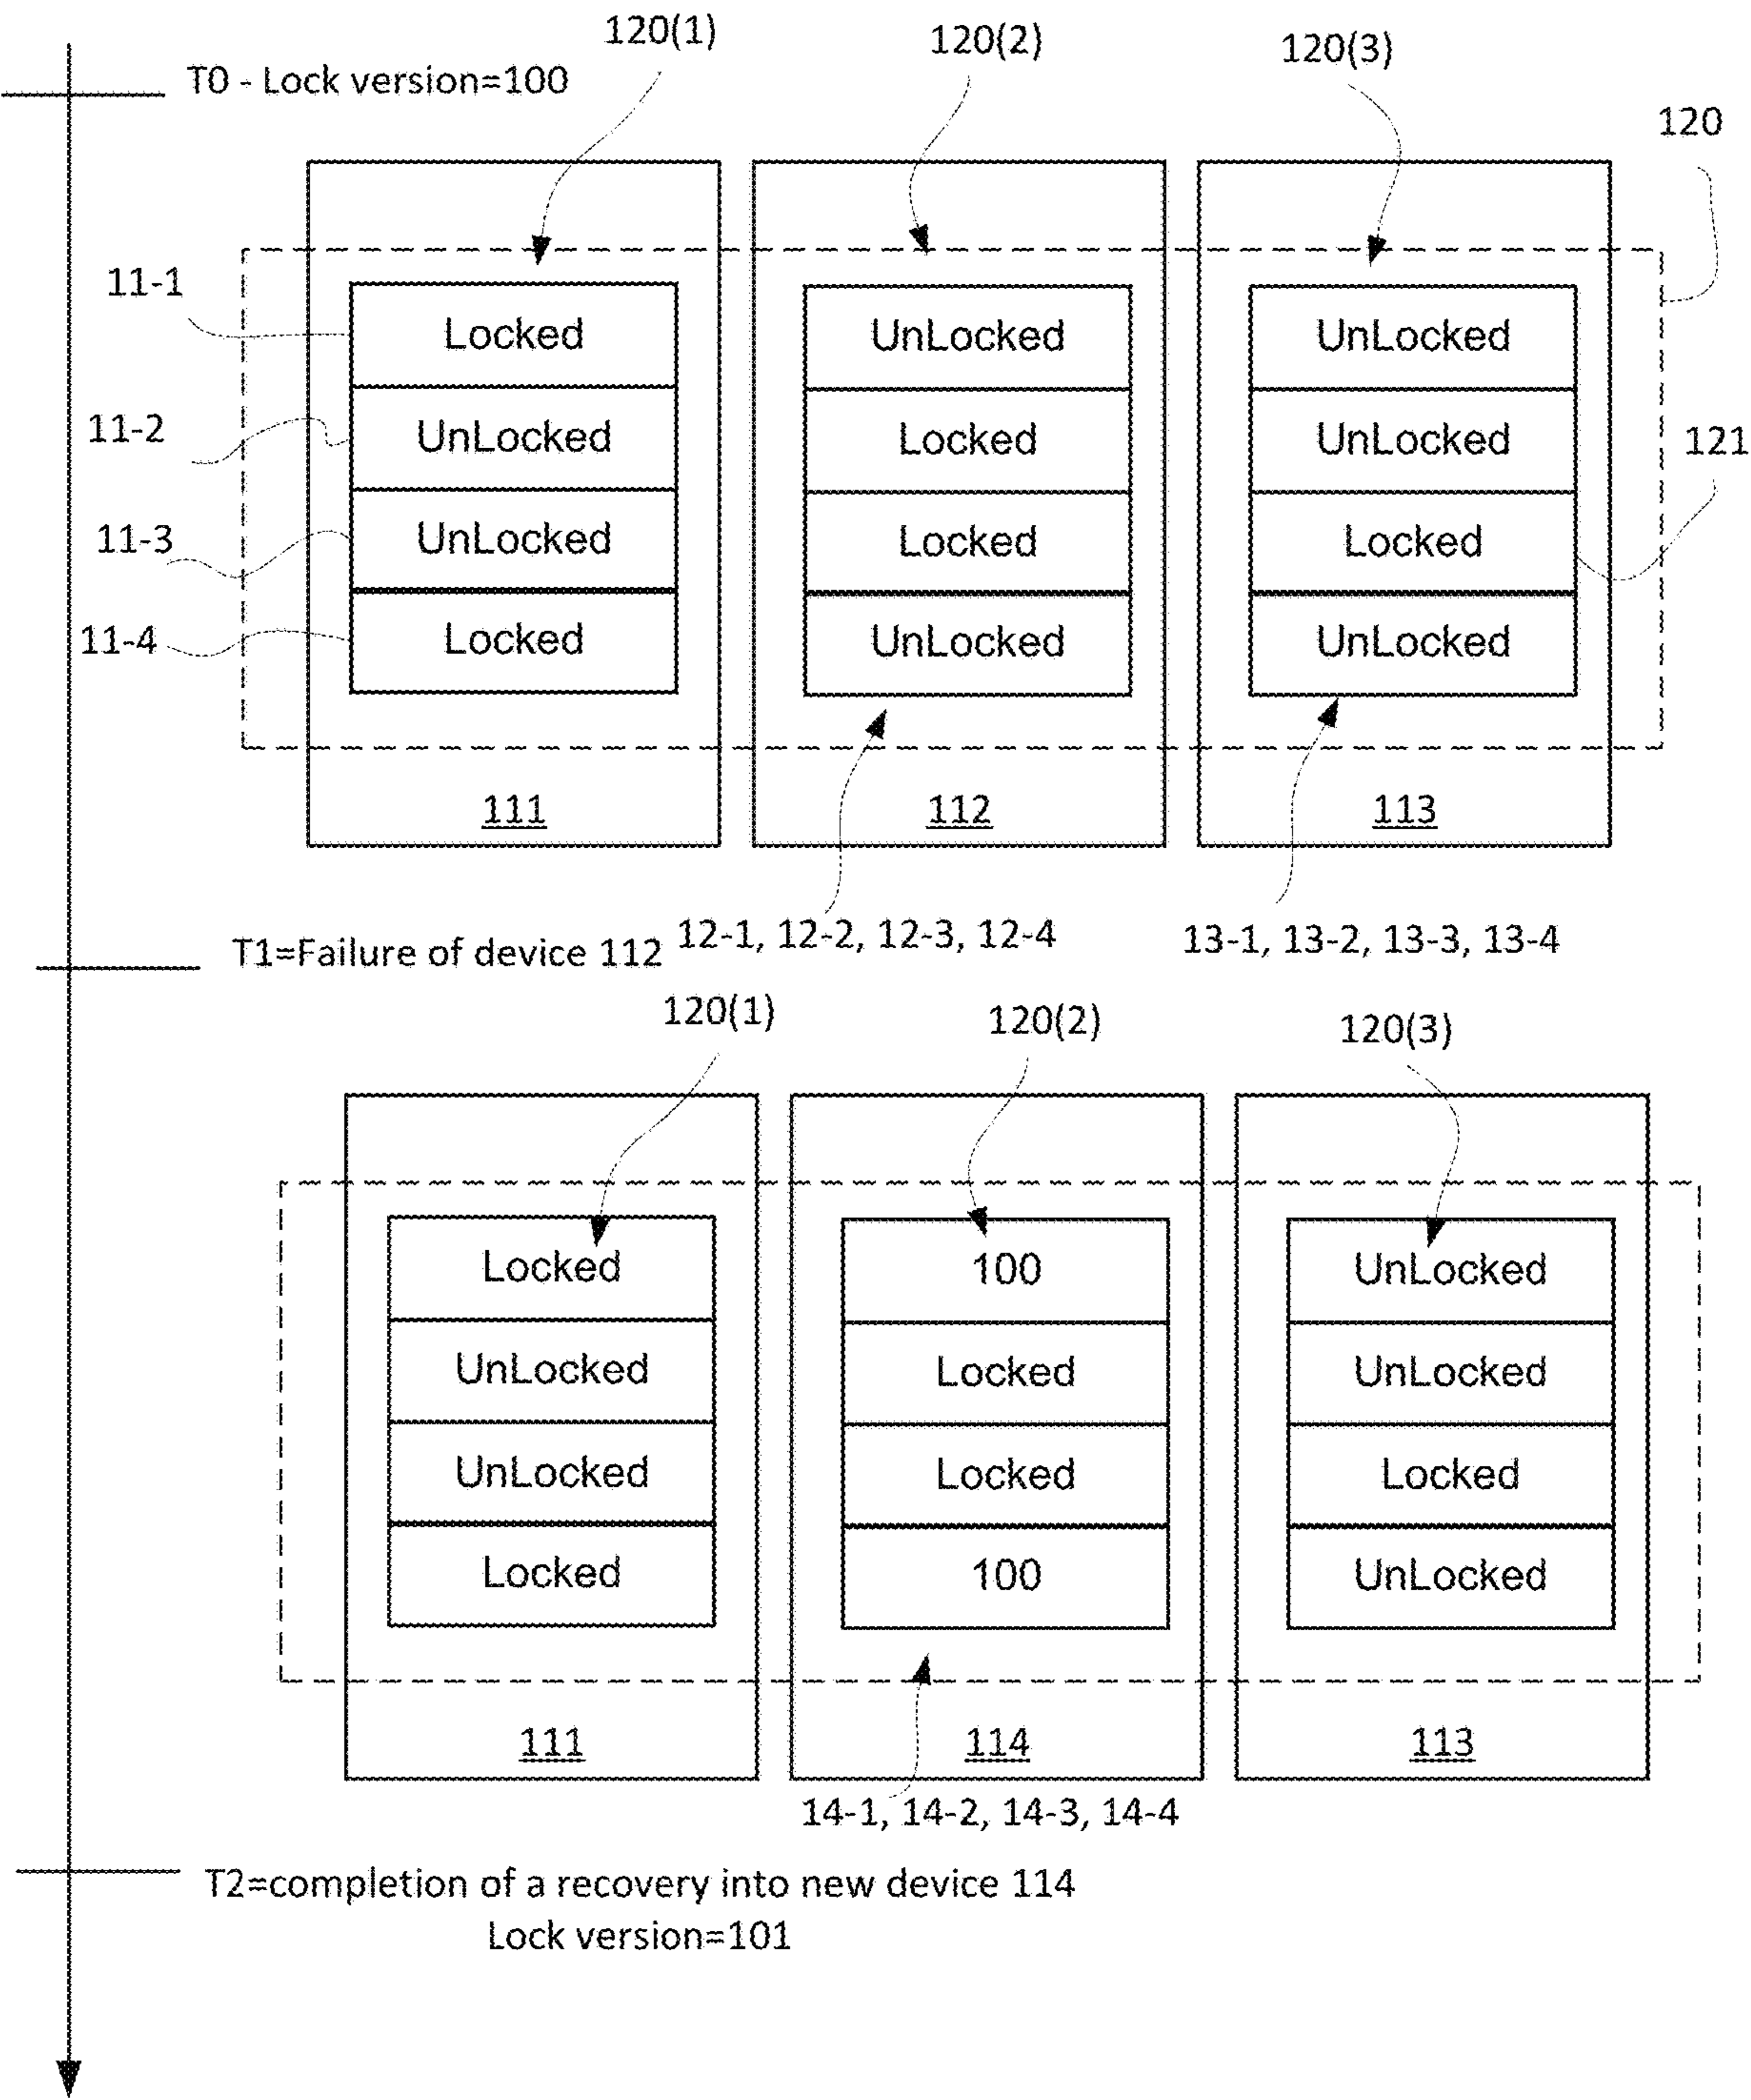 120(1)
120(2)
120(3)
T0 - Lock version=100
120
11-1
Locked
UnLocked
UnLocked
11-2
UnLocked
Locked
UnLocked
121
11-3
UnLocked
Locked
Locked
11-4
Locked
UnLocked
UnLocked
111
112
113
T1=Failure of device 112
12-1, 12-2, 12-3, 12-4
13-1, 13-2, 13-3, 13-4
120(1)
120(2)
120(3)
Locked
100
UnLocked
UnLocked
Locked
UnLocked
UnLocked
Locked
Locked
Locked
100
UnLocked
111
114
113
14-1, 14-2, 14-3, 14-4
T2=completion of a recovery into new device 114
Lock version=101